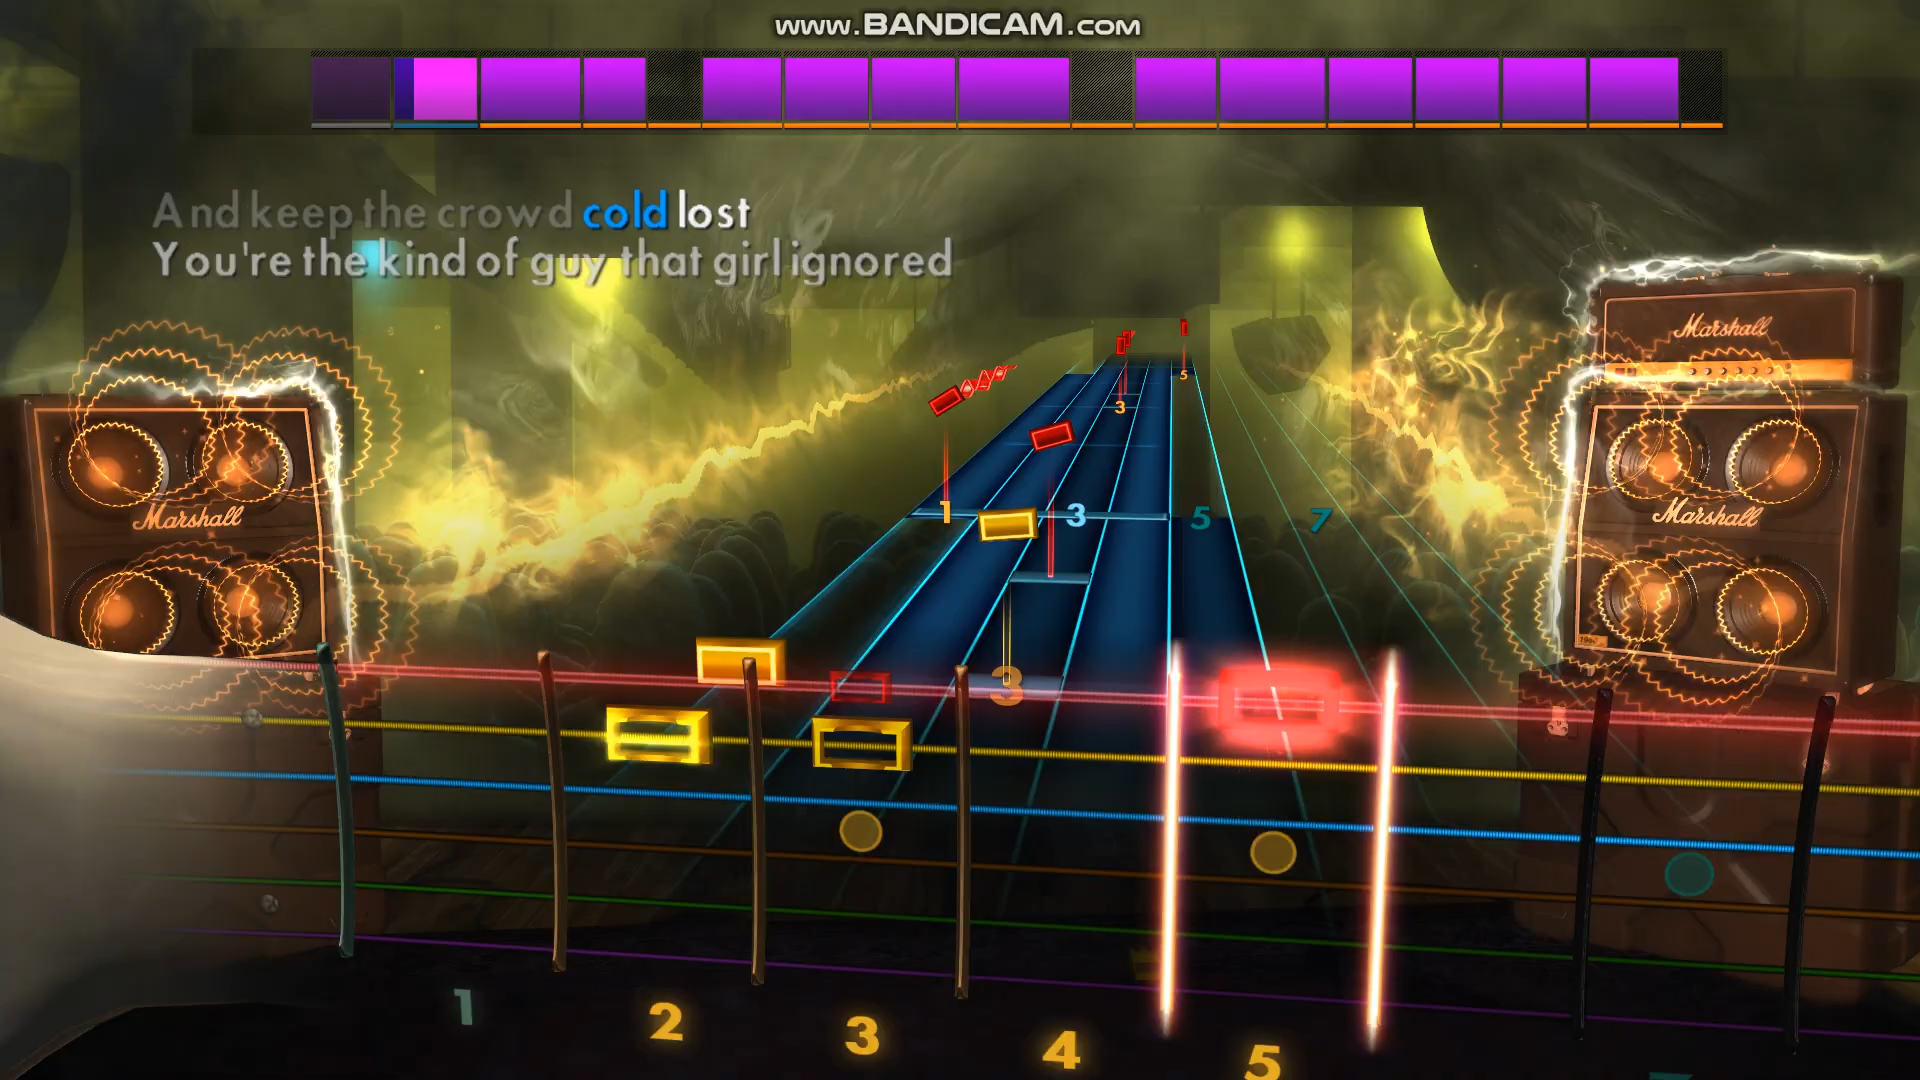 www.BANDICAM.com
And keep the crowd cold lost
You're the kind of guy that girl ignored
Marshall
Marshall
Marshall
5
3
1 3 5 7
3
1 2 3 4 5